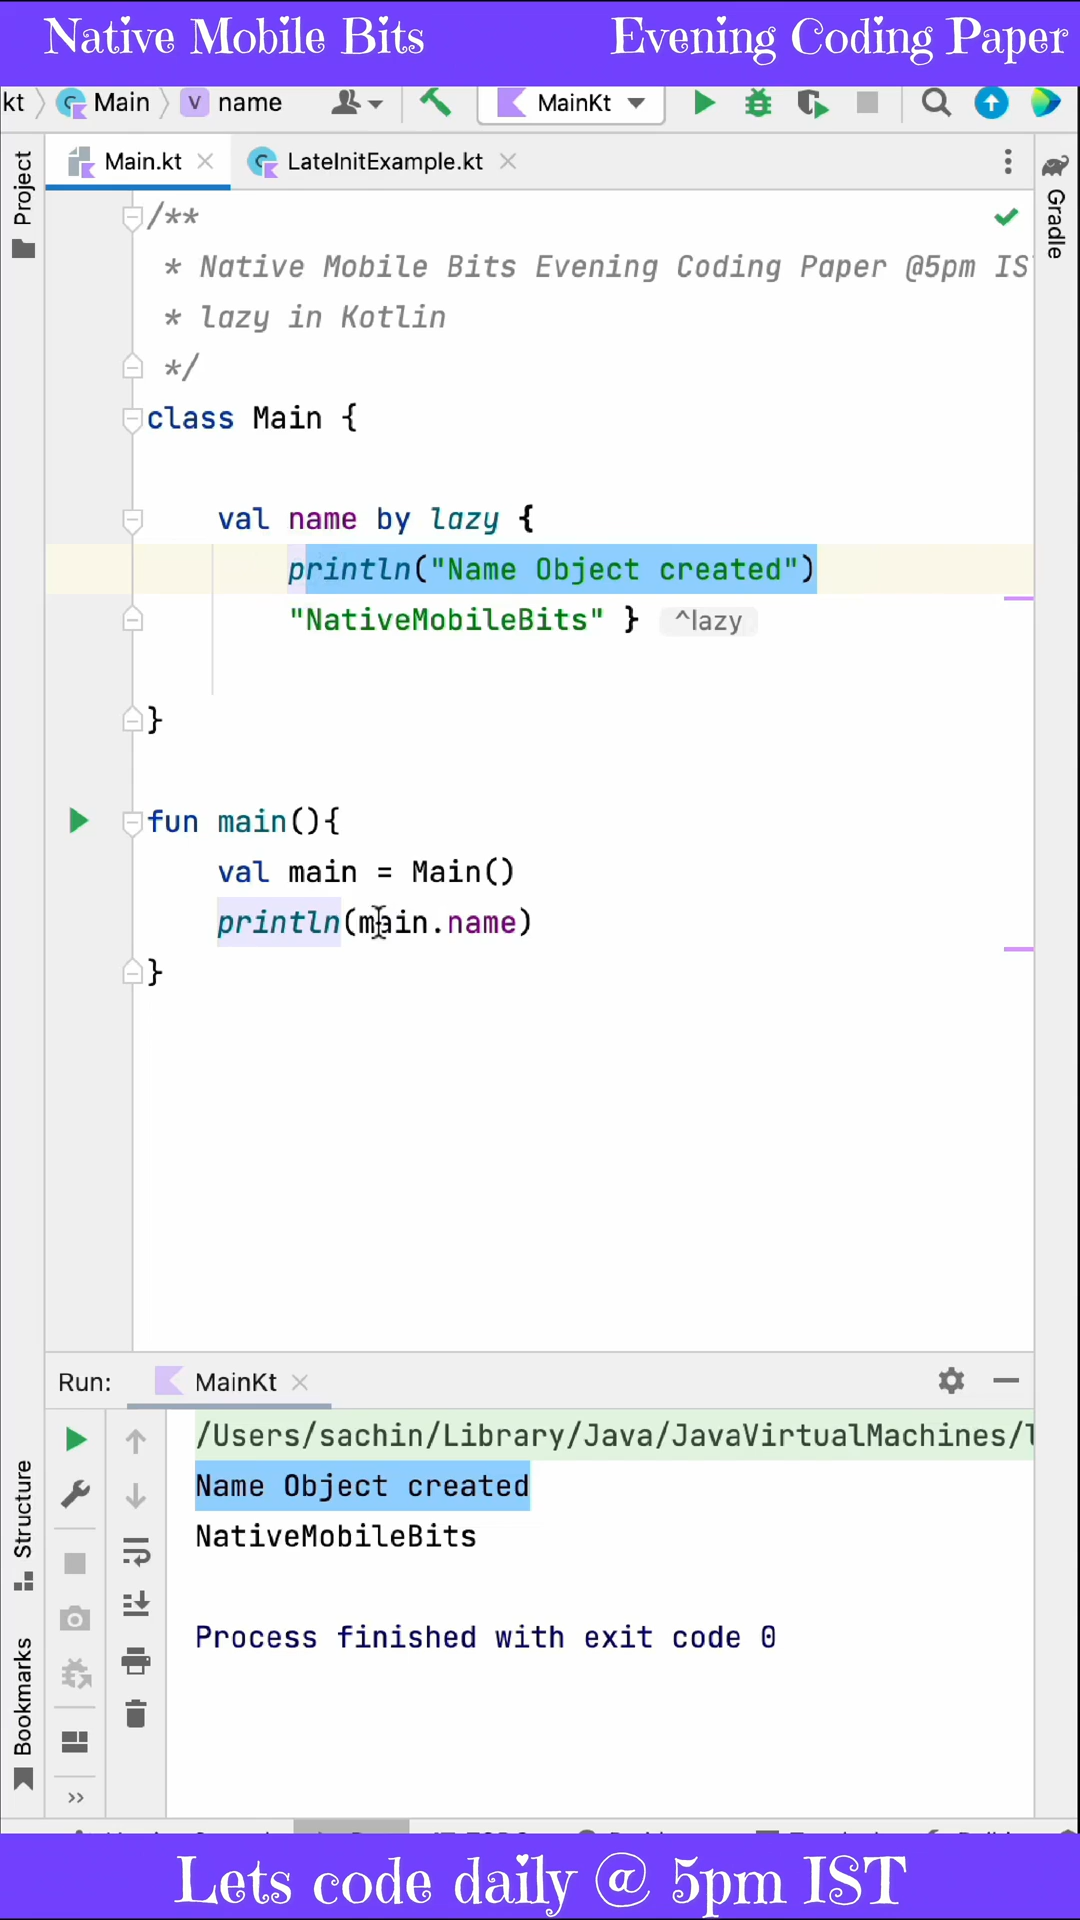 Native Mobile Bits
Evening Coding Paper
kt Main name MainKt
Main.kt LateInitExample.kt
Project
Gradle
/**
* Native Mobile Bits Evening Coding Paper @5pm IS
* lazy in Kotlin
*/
class Main {
val name by lazy {
println("Name Object created")
"NativeMobileBits" } ^lazy
}
fun main(){
val main = Main()
println(main.name)
}
Run: MainKt
/Users/sachin/Library/Java/JavaVirtualMachines/
Name Object created
NativeMobileBits
Process finished with exit code 0
Structure
Bookmarks
Lets code daily @ 5pm IST